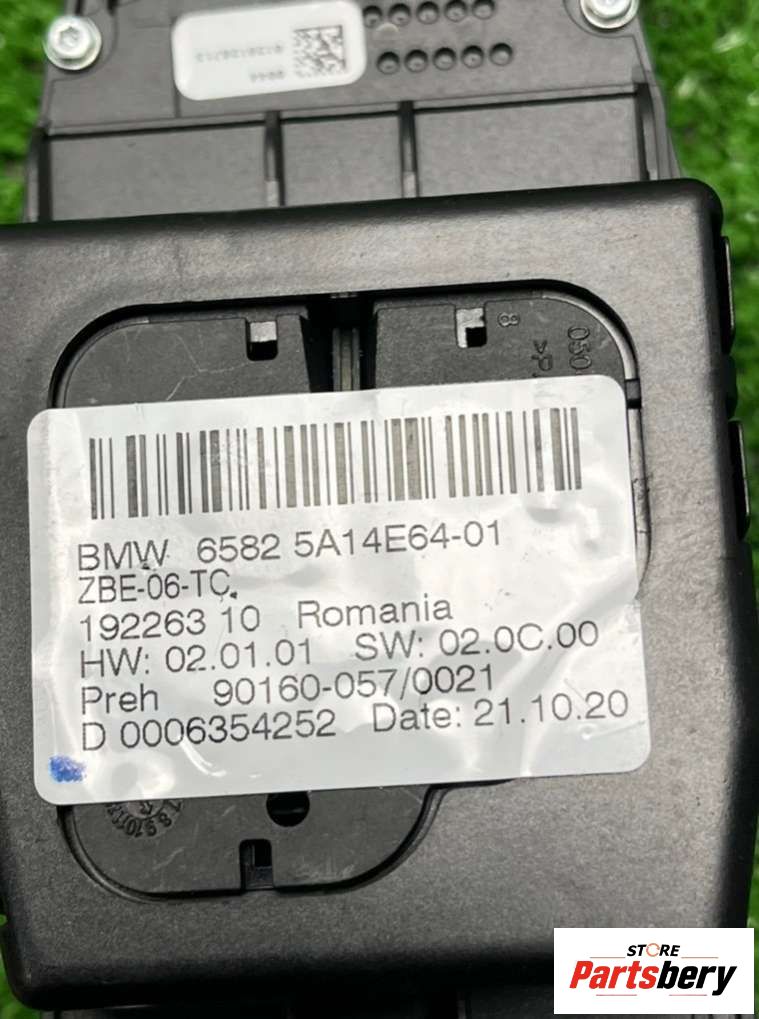 BMW 6582 5A14E64-01
ZBE-06-TC.
192263 10 Romania
HW: 02.01.01 SW: 02.0C.00
Preh 90160-057/0021
D 0006354252 Date: 21.10.20
STORE
Partsbery